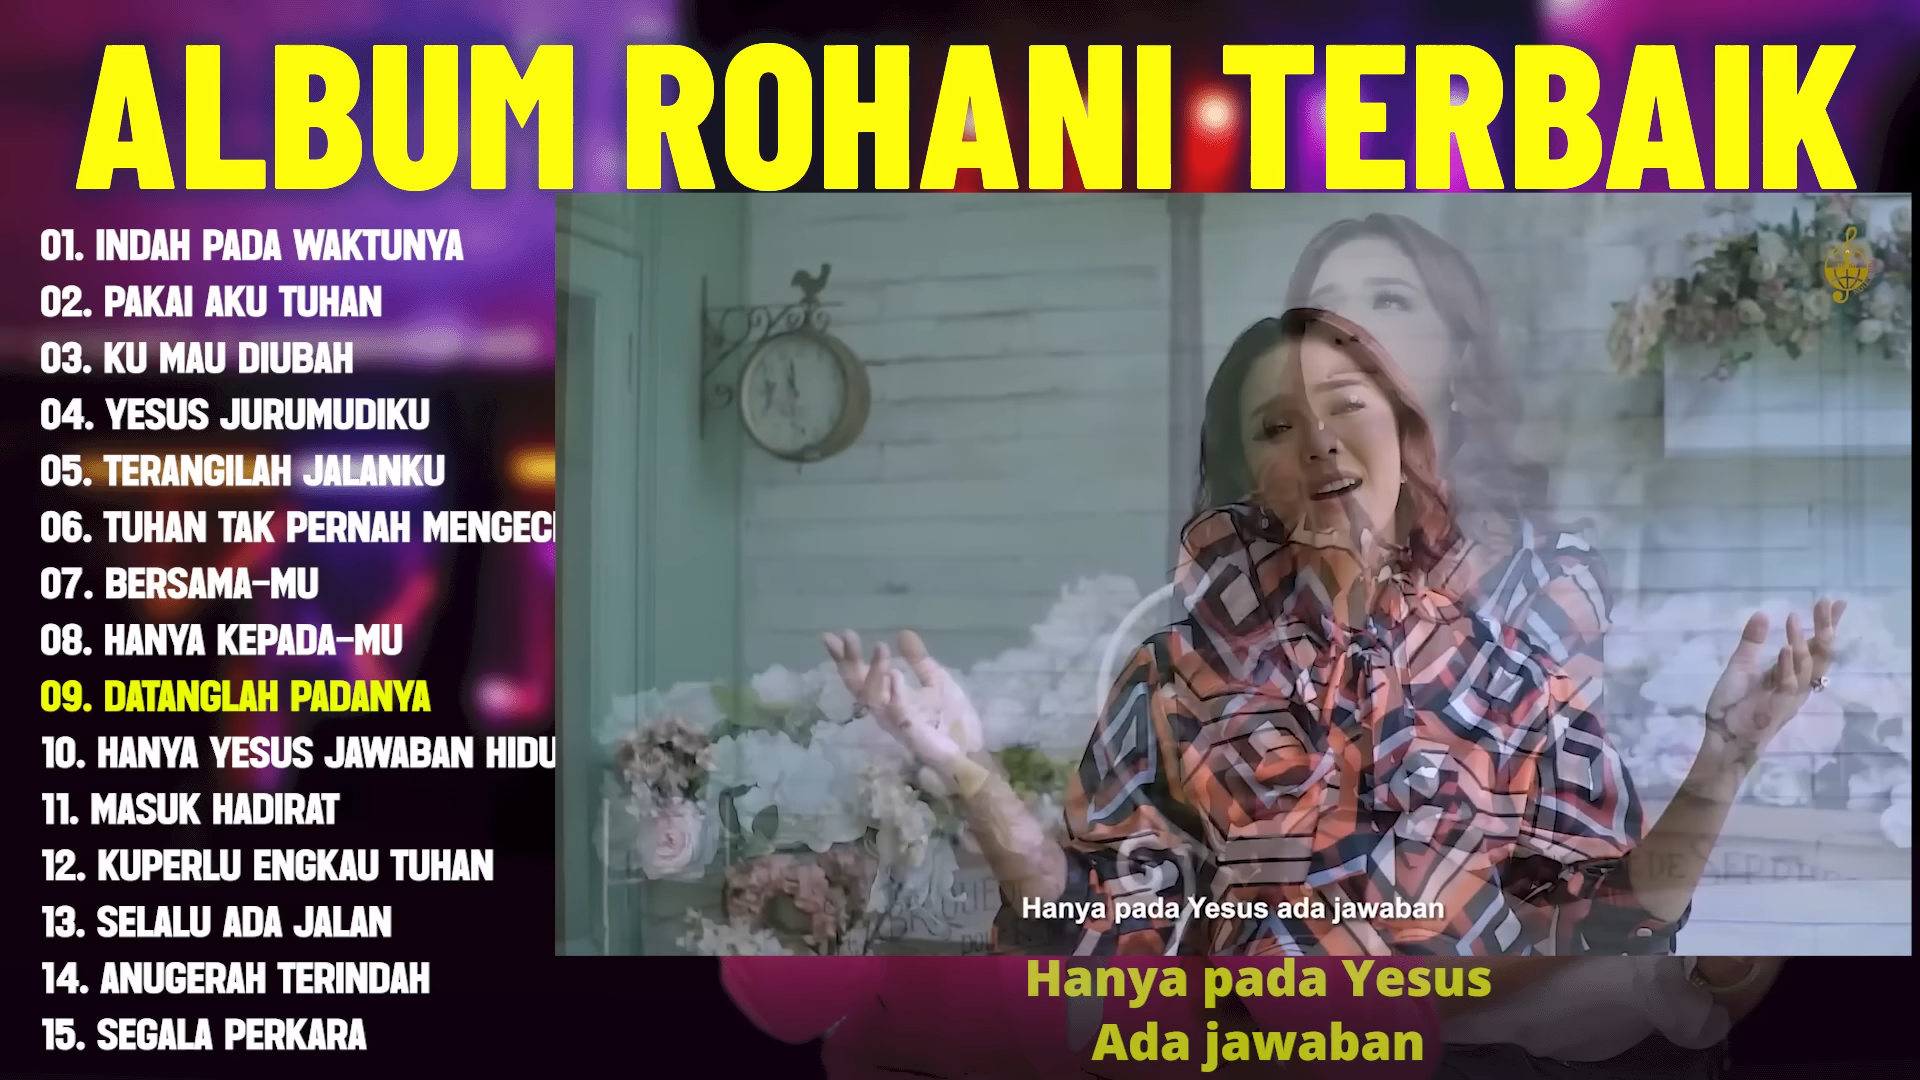 ALBUM ROHANI TERBAIK
01. INDAH PADA WAKTUNYA
02. PAKAI AKU TUHAN
03. KU MAU DIUBAH
04. YESUS JURUMUDIKU
05. TERANGILAH JALANKU
06. TUHAN TAK PERNAH
07. BERSAMA-MU
08. HANYA KEPADA-MU
09. DATANGLAH PADANYA
10. HANYA YESUS JAWABAN
11. MASUK HADIRAT
12. KUPERLU ENGKAU TUHAN
13. SELALU ADA JALAN
14. ANUGERAH TERINDAH
15. SEGALA PERKARA
Hanya pada Yesus ada jawaban
Hanya pada Yesus
Ada jawaban